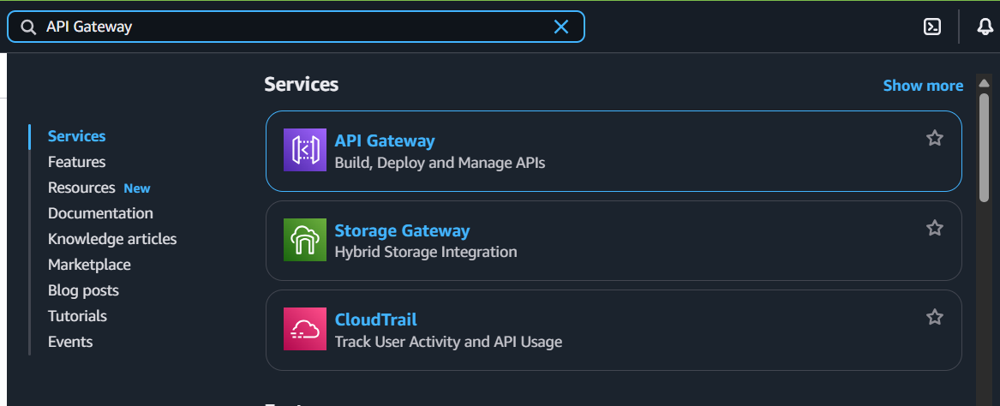 API Gateway
Services
Show more
Services
Features
Resources New
Documentation
Knowledge articles
Marketplace
Blog posts
Tutorials
Events
API Gateway
Build, Deploy and Manage APIs
Storage Gateway
Hybrid Storage Integration
CloudTrail
Track User Activity and API Usage